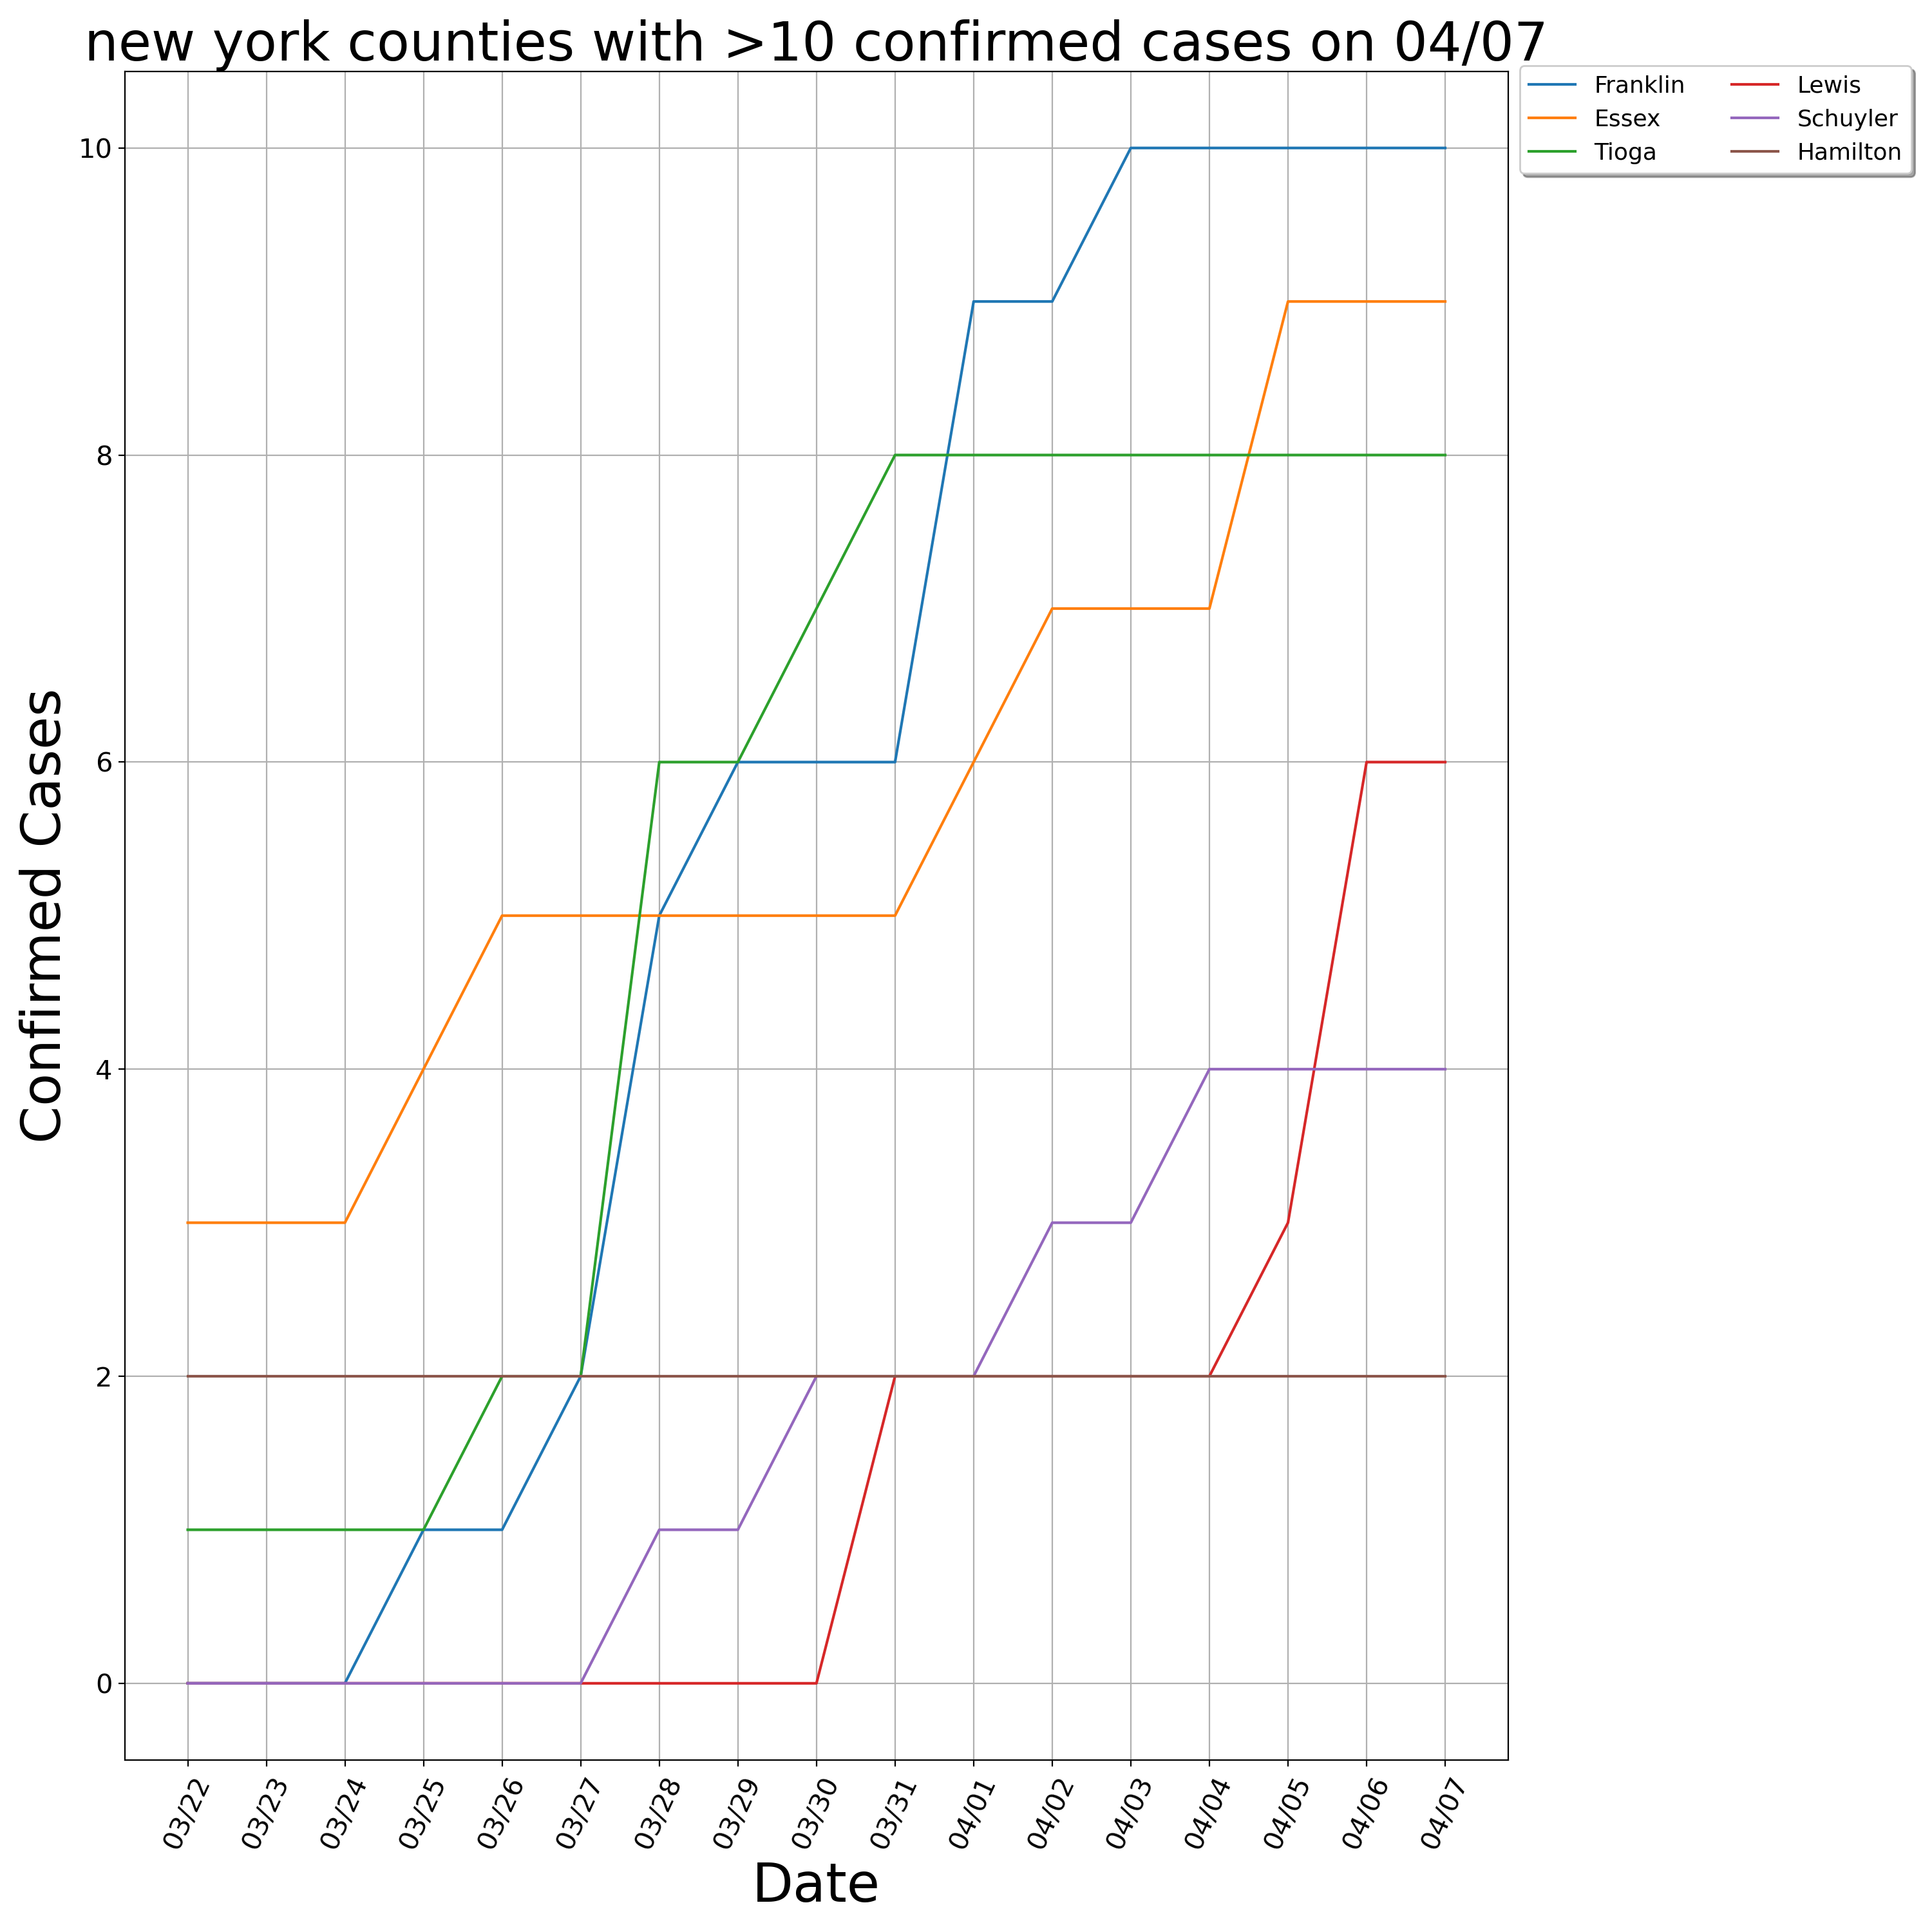 new york counties with >10 confirmed cases on 04/07
Franklin
Essex
Tioga
Lewis
Schuyler
Hamilton
Confirmed Cases
10
8
6
4
2
0
03/22
03/23
03/24
03/25
03/26
03/27
03/28
03/29
03/30
03/31
04/01
04/02
04/03
04/04
04/05
04/06
04/07
Date